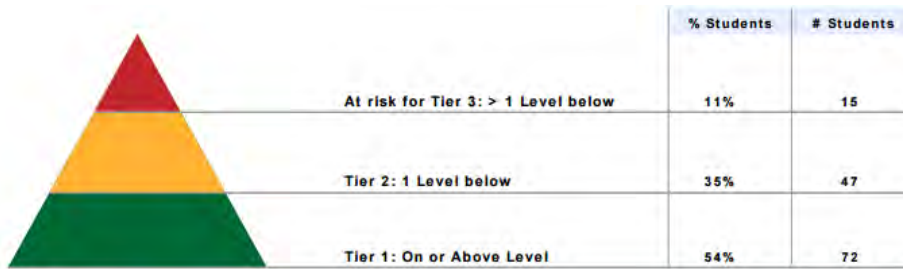 % Students # Students
At risk for Tier 3: > 1 Level below 11% 15
Tier 2: 1 Level below 35% 47
Tier 1: On or Above Level 54% 72